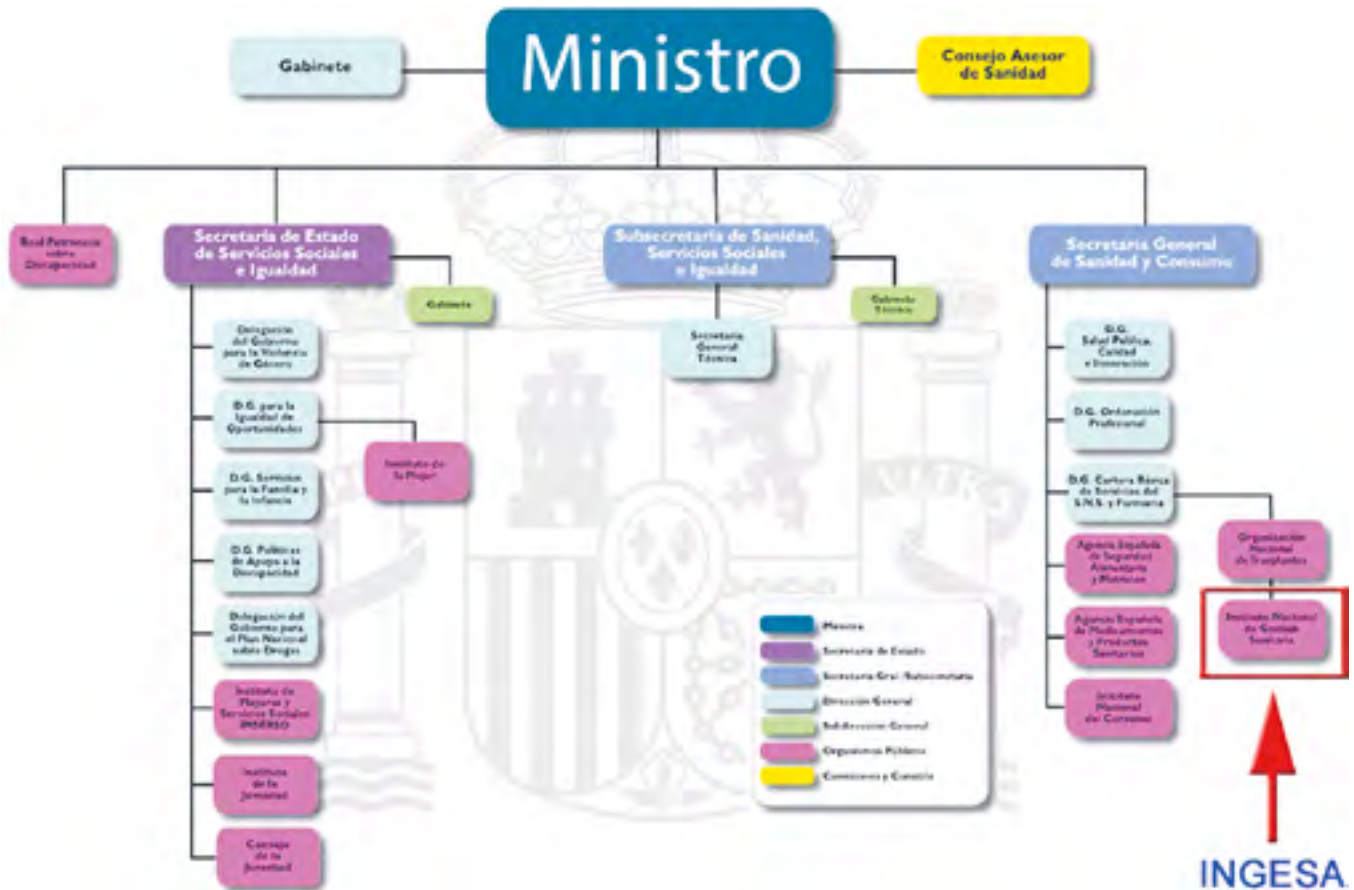 Ministro
Gabinete
Consejo Asesor
de Sanidad
Real Patronato
sobre
Discapacidad
Secretaría de Estado
de Servicios Sociales
e Igualdad
Gabinete
Subsecretaría de Sanidad,
Servicios Sociales
e Igualdad
Gabinete
Técnico
Secretaria
General
Técnica
Secretaría General
de Sanidad y Consumo
Delegación
del Gobierno
para la Violencia
de Género
D.G. para la
Igualdad de
Oportunidades
Instituto de
la Mujer
D.G. Servicios
para la Familia y
la Infancia
D.G. Políticas
de Apoyo a la
Discapacidad
Delegación del
Gobierno para
el Plan Nacional
sobre Drogas
Instituto de
Mayores y
Servicios Sociales
IMSERSO
Instituto
de la
Juventud
Consejo
de la
Juventud
D.G.
Salud Pública,
Calidad
e Innovación
D.G. Ordenación
Profesional
D.G. Cartera Básica
de Servicios del
S.N.S. y Farmacia
Organización
Nacional
de Trasplantes
Instituto Nacional
de Gestión
Sanitaria
Agencia Española
de Seguridad
Alimentaria
y Nutrición
Agencia Española
de Medicamentos
y Productos
Sanitarios
Instituto
Nacional
del Consumo
Secretaría de Estado
Secretaría Gral./Subsecretaría
Dirección General
Subdirección General
Organismos Públicos
Comisiones y Consejo
INGESA